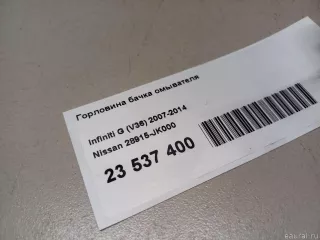 Горловина бачка омывателя
Infiniti G (V36) 2007-2014
Nissan 28915-JK000
23 537 400